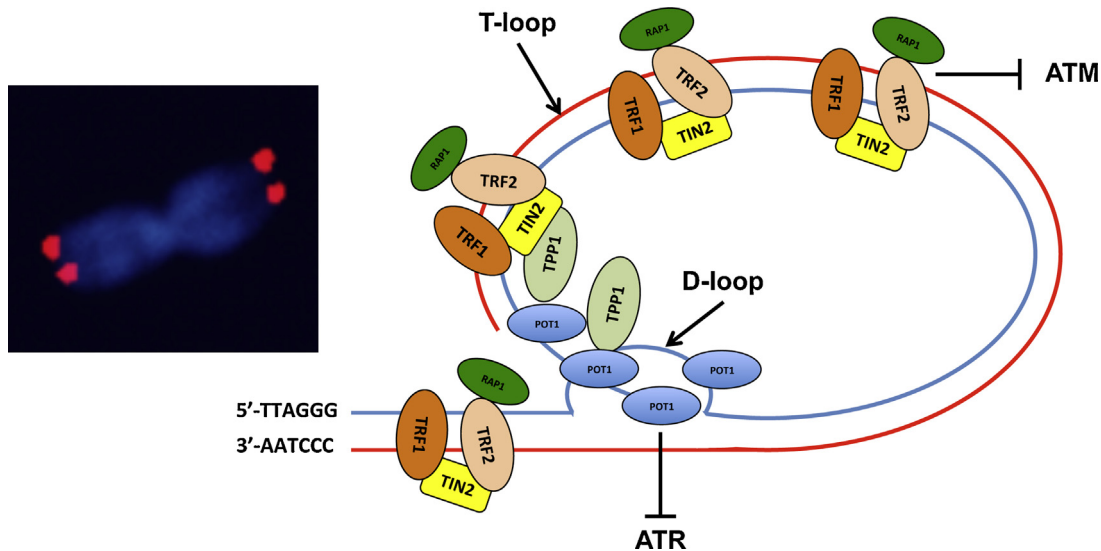 T-loop
RAP1
RAP1
TRF2
TRF1
TIN2
TRF1
TRF2
TIN2
ATM
RAP1
TRF2
TIN2
TRF1
TPP1
TPP1
D-loop
POT1
POT1
POT1
POT1
RAP1
5’-TTAGGG
3’-AATCCC
TRF1
TRF2
TIN2
ATR